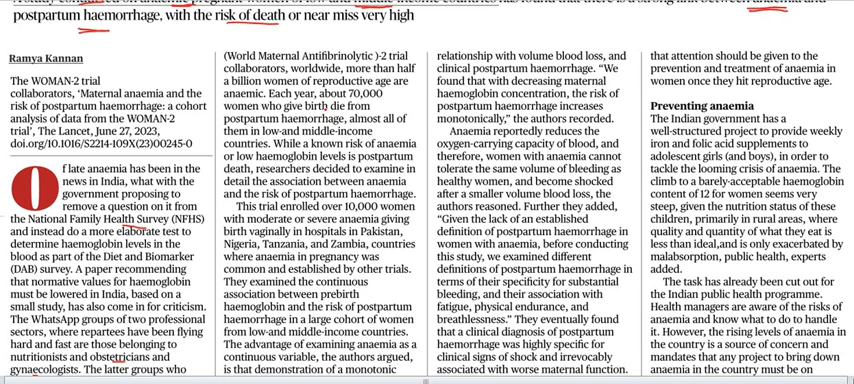 A study conducted on anaemic pregnant women of low and middle income countries has found that there is a strong link between anaemia and
postpartum haemorrhage, with the risk of death or near miss very high
Ramya Kannan
The WOMAN-2 trial
collaborators, ‘Maternal anaemia and the
risk of postpartum haemorrhage: a cohort
analysis of data from the WOMAN-2
trial’, The Lancet, June 27, 2023,
doi.org/10.1016/S2214-109X(23)00245-0
Of late anaemia has been in the
news in India, what with the
government proposing to
remove a question on it from
the National Family Health Survey (NFHS)
and instead do a more elaborate test to
determine haemoglobin levels in the
blood as part of the Diet and Biomarker
(DAB) survey. A paper recommending
that normative values for haemoglobin
must be lowered in India, based on a
small study, has also come in for criticism.
The WhatsApp groups of two professional
sectors, where repartees have been flying
hard and fast are those belonging to
nutritionists and obstetricians and
gynaecologists. The latter groups who
(World Maternal Antifibrinolytic )-2 trial
collaborators, worldwide, more than half
a billion women of reproductive age are
anaemic. Each year, about 70,000
women who give birth die from
postpartum haemorrhage, almost all of
them in low-and middle-income
countries. While a known risk of anaemia
or low haemoglobin levels is postpartum
death, researchers decided to examine in
detail the association between anaemia
and the risk of postpartum haemorrhage.
This trial enrolled over 10,000 women
with moderate or severe anaemia giving
birth vaginally in hospitals in Pakistan,
Nigeria, Tanzania, and Zambia, countries
where anaemia in pregnancy was
common and established by other trials.
They examined the continuous
association between prebirth
haemoglobin and the risk of postpartum
haemorrhage in a large cohort of women
from low-and middle-income countries.
The advantage of examining anaemia as a
continuous variable, the authors argued,
is that demonstration of a monotonic
relationship with volume blood loss, and
clinical postpartum haemorrhage. “We
found that with decreasing maternal
haemoglobin concentration, the risk of
postpartum haemorrhage increases
monotonically,” the authors recorded.
Anaemia reportedly reduces the
oxygen-carrying capacity of blood, and
therefore, women with anaemia cannot
tolerate the same volume of bleeding as
healthy women, and become shocked
after a smaller volume blood loss, the
authors reasoned. Further they added,
“Given the lack of an established
definition of postpartum haemorrhage in
women with anaemia, before conducting
this study, we examined different
definitions of postpartum haemorrhage in
terms of their specificity for substantial
bleeding, and their association with
fatigue, physical endurance, and
breathlessness.” They eventually found
that a clinical diagnosis of postpartum
haemorrhage was highly specific for
clinical signs of shock and irrevocably
associated with worse maternal function.
that attention should be given to the
prevention and treatment of anaemia in
women once they hit reproductive age.
Preventing anaemia
The Indian government has a
well-structured project to provide weekly
iron and folic acid supplements to
adolescent girls (and boys), in order to
tackle the looming crisis of anaemia. The
climb to a barely-acceptable haemoglobin
content of 12 for women seems very
steep, given the nutrition status of these
children, primarily in rural areas, where
quality and quantity of what they eat is
less than ideal,and is only exacerbated by
malabsorption, public health, experts
added.
The task has already been cut out for
the Indian public health programme.
Health managers are aware of the risks of
anaemia and know what to do to handle
it. However, the rising levels of anaemia in
the country is a source of concern and
mandates that any project to bring down
anaemia in the country must be on